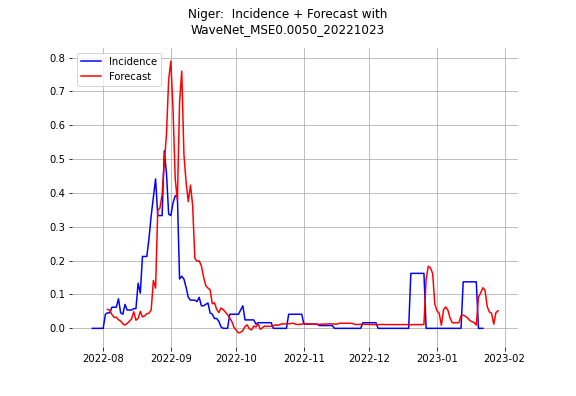 Niger:  Incidence + Forecast with
WaveNet_MSE0.0050_20221023
Incidence
Forecast
0.8
0.7
0.6
0.5
0.4
0.3
0.2
0.1
0.0
2022-08 2022-09 2022-10 2022-11 2022-12 2023-01 2023-02